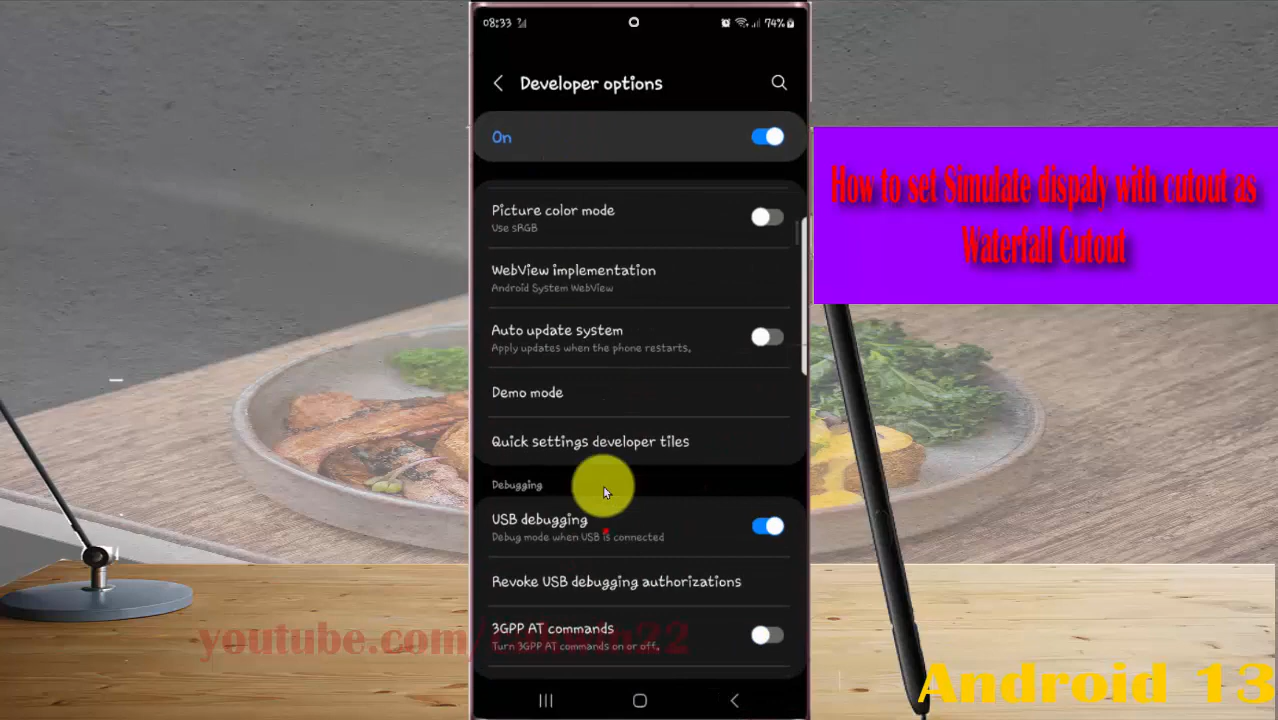 08:33
74%
Developer options
On
Picture color mode
Use sRGB
WebView implementation
Android System WebView
Auto update system
Apply updates when the phone restarts.
Demo mode
Quick settings developer tiles
Debugging
USB debugging
Debug mode when USB is connected
Revoke USB debugging authorizations
3GPP AT commands
Turn 3GPP AT commands on or off.
How to set Simulate dispaly with cutout as
Waterfall Cutout
youtube.com/
Android 13